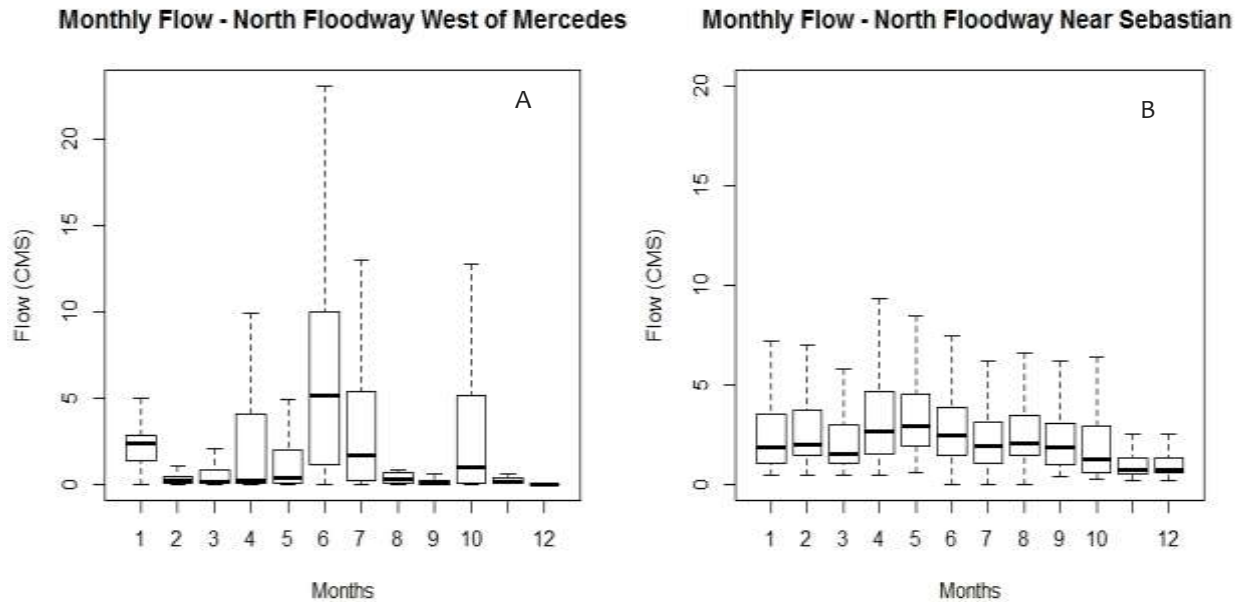 Monthly Flow - North Floodway West of Mercedes
A
Flow (CMS)
20
15
10
5
0
1 2 3 4 5 6 7 8 9 10 12
Months
Monthly Flow - North Floodway Near Sebastian
B
Flow (CMS)
20
15
10
5
0
1 2 3 4 5 6 7 8 9 10 12
Months